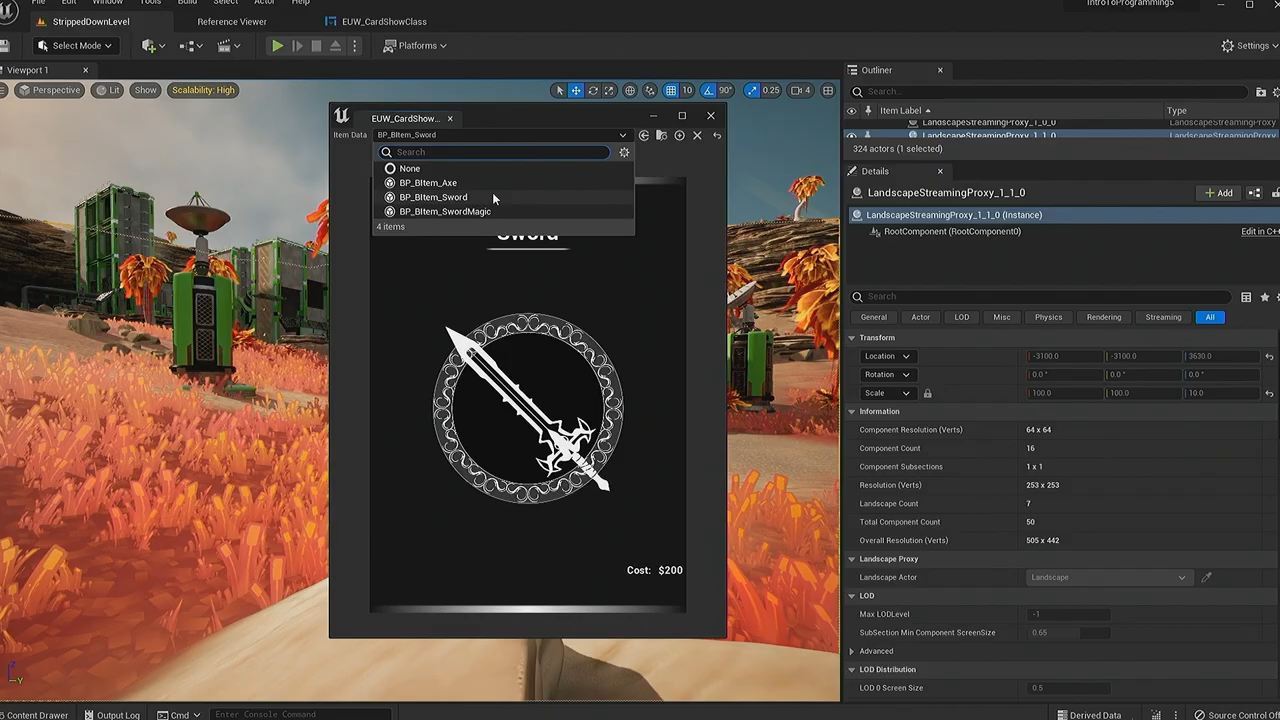 File Edit Window Tools Build Select Actor Help
IntroToProgramming5
StrippedDownLevel
Reference Viewer
EUW_CardShowClass
Select Mode
Platforms
Settings
Viewport 1
Perspective
Lit
Show
Scalability: High
10
90°
0.25
4
EUW_CardShow...
Item Data
BP_BItem_Sword
Search
None
BP_BItem_Axe
BP_BItem_Sword
BP_BItem_SwordMagic
4 items
Sword
Cost: $200
Outliner
Search...
Item Label
Type
LandscapeStreamingProxy_1_1_0
LandscapeStreamingProxy_1_1_0
324 actors (1 selected)
Details
LandscapeStreamingProxy_1_1_0
+ Add
LandscapeStreamingProxy_1_1_0 (Instance)
RootComponent (RootComponent0)
Edit in C++
Search
General
Actor
LOD
Misc
Physics
Rendering
Streaming
All
Transform
Location -3100.0 -3100.0 3630.0
Rotation 0.0 ° 0.0 ° 0.0 °
Scale 100.0 100.0 10.0
Information
Component Resolution (Verts) 64 x 64
Component Count 16
Component Subsections 1 x 1
Resolution (Verts) 253 x 253
Landscape Count 7
Total Component Count 50
Overall Resolution (Verts) 505 x 442
Landscape Proxy
Landscape Actor Landscape
LOD
Max LODLevel -1
SubSection Min Component ScreenSize 0.65
Advanced
LOD Distribution
LOD 0 Screen Size 0.5
Z
Y
Content Drawer
Output Log
Cmd
Enter Console Command
Derived Data
Source Control Off